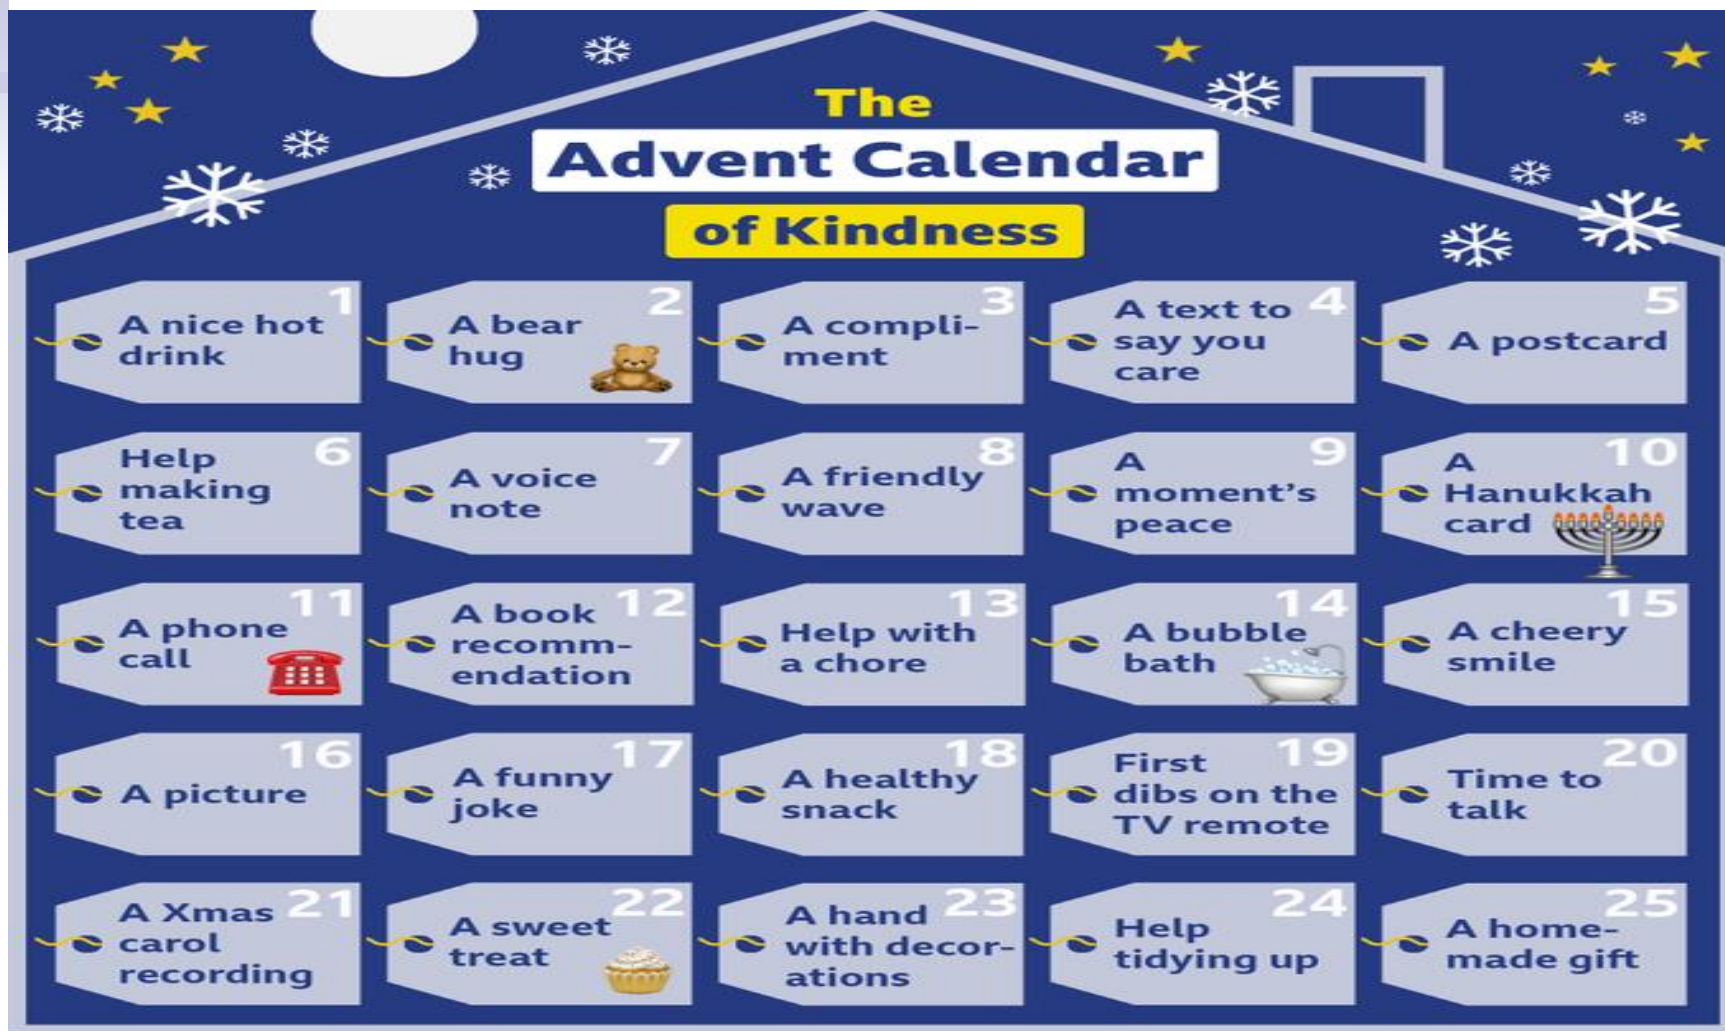 The
Advent Calendar
of Kindness
1
A nice hot
drink
2
A bear
hug
3
A compli-
ment
4
A text to
say you
care
5
A postcard
6
Help
making
tea
7
A voice
note
8
A friendly
wave
9
A
moment’s
peace
10
A
Hanukkah
card
11
A phone
call
12
A book
recomm-
endation
13
Help with
a chore
14
A bubble
bath
15
A cheery
smile
16
A picture
17
A funny
joke
18
A healthy
snack
19
First
dibs on the
TV remote
20
Time to
talk
21
A Xmas
carol
recording
22
A sweet
treat
23
A hand
with decor-
ations
24
Help
tidying up
25
A home-
made gift